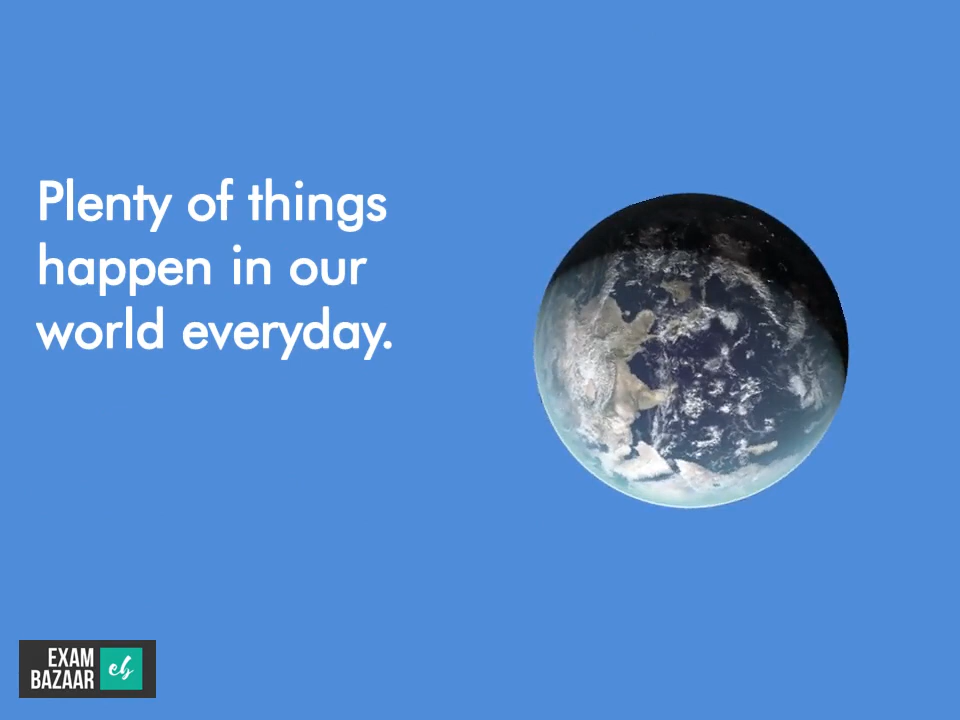 Plenty of things
happen in our
world everyday.
EXAM
BAZAAR
eb